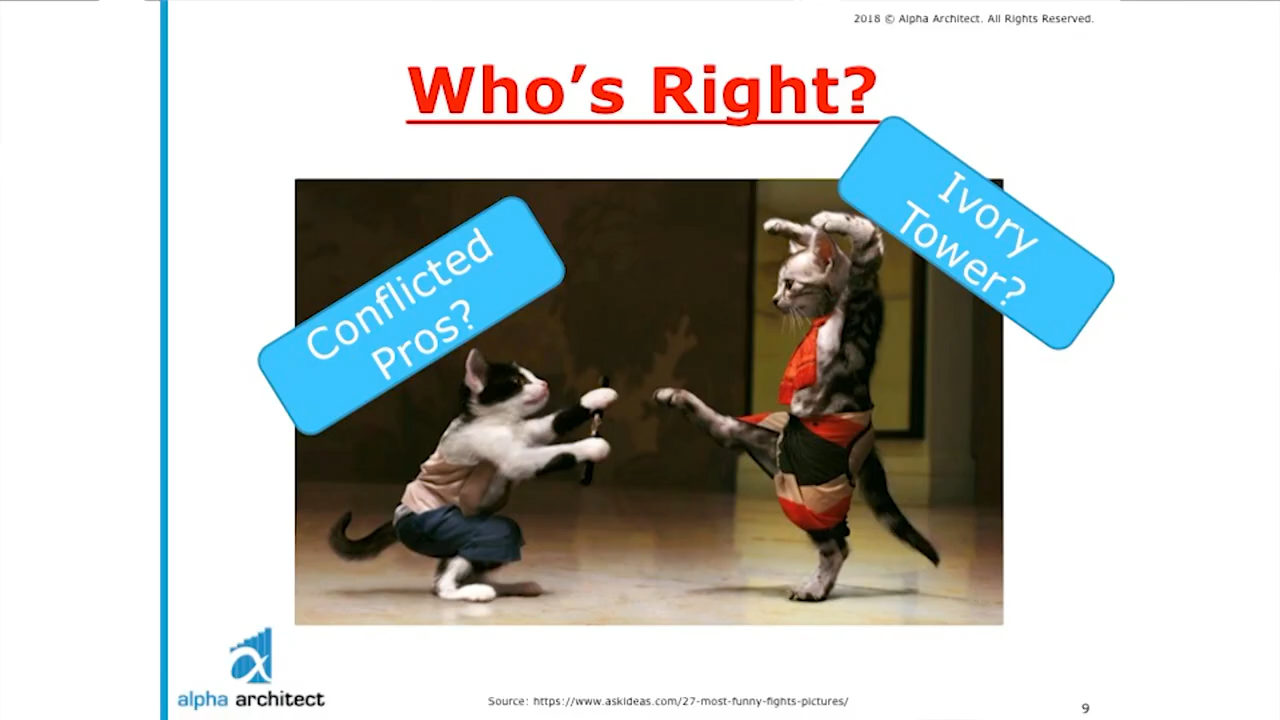 2018 © Alpha Architect. All Rights Reserved.
Who's Right?
Conflicted
Pros?
Ivory
Tower?
alpha architect
Source: https://www.askideas.com/27-most-funny-fights-pictures/
9